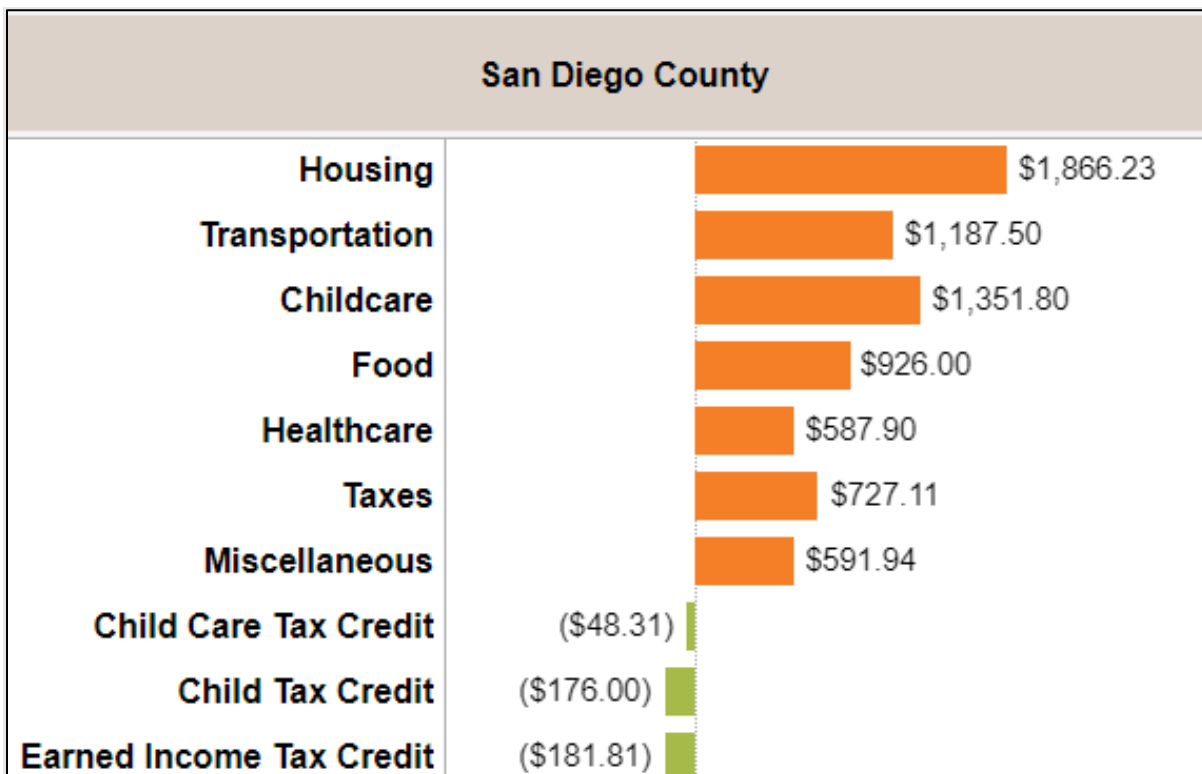 San Diego County
Housing $1,866.23
Transportation $1,187.50
Childcare $1,351.80
Food $926.00
Healthcare $587.90
Taxes $727.11
Miscellaneous $591.94
Child Care Tax Credit ($48.31)
Child Tax Credit ($176.00)
Earned Income Tax Credit ($181.81)